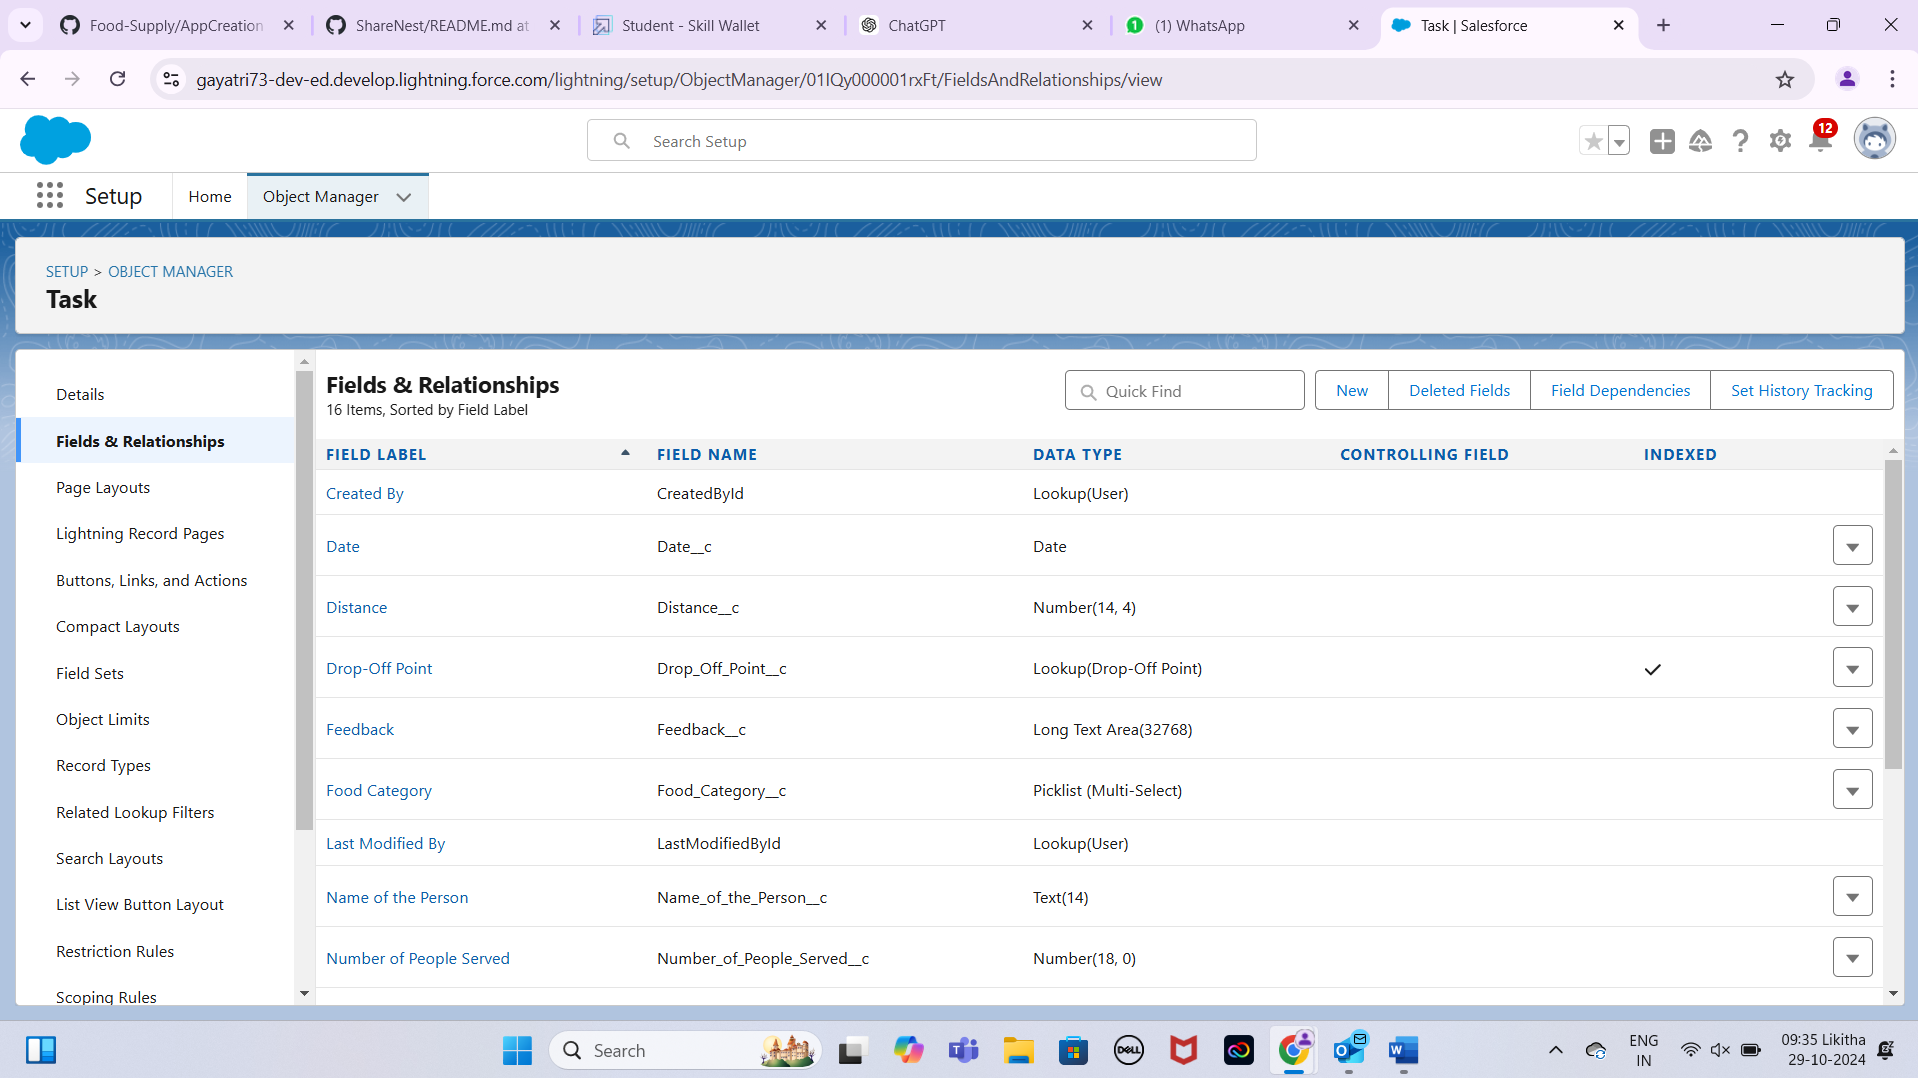 Food-Supply/AppCreation
ShareNest/README.md at
Student - Skill Wallet
ChatGPT
(1) WhatsApp
Task | Salesforce
gayatri73-dev-ed.develop.lightning.force.com/lightning/setup/ObjectManager/01IQy000001rxFt/FieldsAndRelationships/view
Search Setup
12
Setup
Home
Object Manager
SETUP > OBJECT MANAGER
Task
Details
Fields & Relationships
Page Layouts
Lightning Record Pages
Buttons, Links, and Actions
Compact Layouts
Field Sets
Object Limits
Record Types
Related Lookup Filters
Search Layouts
List View Button Layout
Restriction Rules
Scoping Rules
Fields & Relationships
16 Items, Sorted by Field Label
Quick Find
New
Deleted Fields
Field Dependencies
Set History Tracking
FIELD LABEL FIELD NAME DATA TYPE CONTROLLING FIELD INDEXED
Created By CreatedById Lookup(User)
Date Date__c Date
Distance Distance__c Number(14, 4)
Drop-Off Point Drop_Off_Point__c Lookup(Drop-Off Point)
Feedback Feedback__c Long Text Area(32768)
Food Category Food_Category__c Picklist (Multi-Select)
Last Modified By LastModifiedById Lookup(User)
Name of the Person Name_of_the_Person__c Text(14)
Number of People Served Number_of_People_Served__c Number(18, 0)
Search
DELL
ENG
IN
09:35 Likitha
29-10-2024